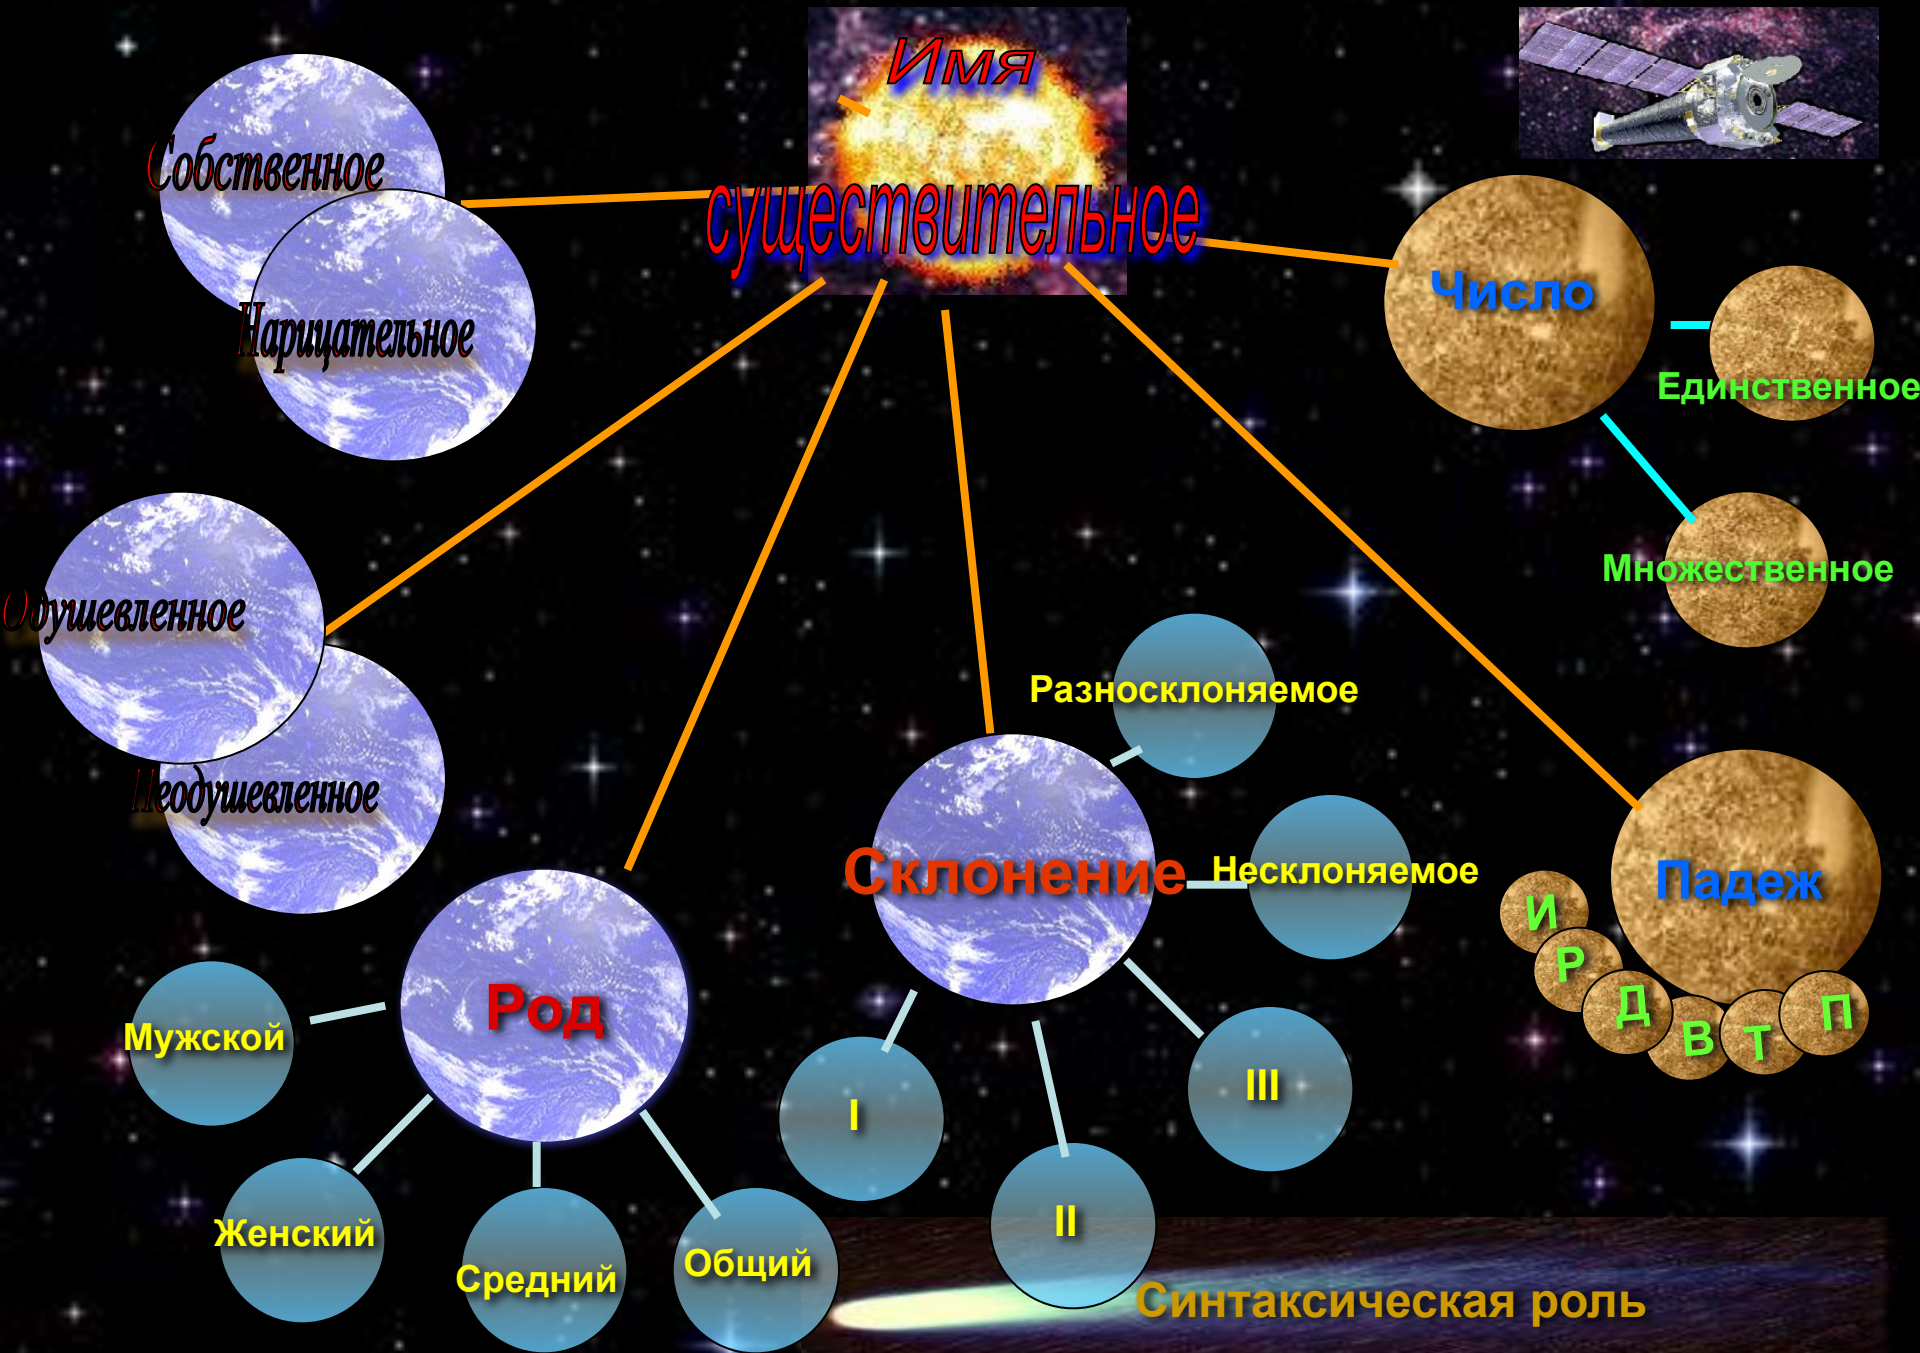 Имя
существительное
Собственное
Нарицательное
Одушевленное
Неодушевленное
Число
Единственное
Множественное
Разносклоняемое
Склонение
Несклоняемое
I
II
III
Падеж
И
Р
Д
В
Т
П
Род
Мужской
Женский
Средний
Общий
Синтаксическая роль